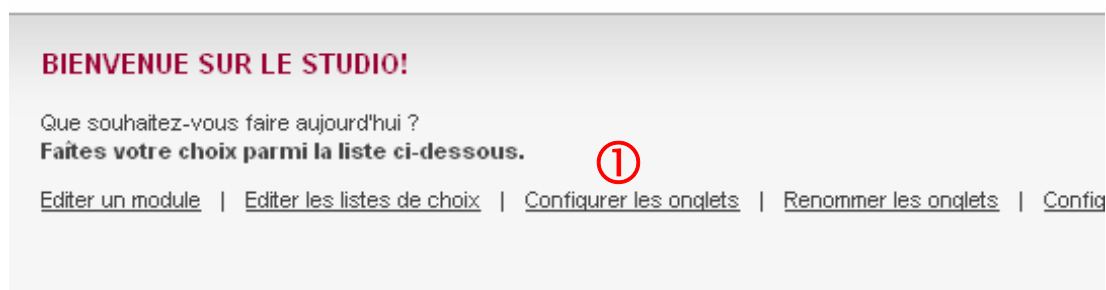 BIENVENUE SUR LE STUDIO!
Que souhaitez-vous faire aujourd'hui ?
Faites votre choix parmi la liste ci-dessous.
①
Editer un module | Editer les listes de choix | Configurer les onglets | Renommer les onglets | Config